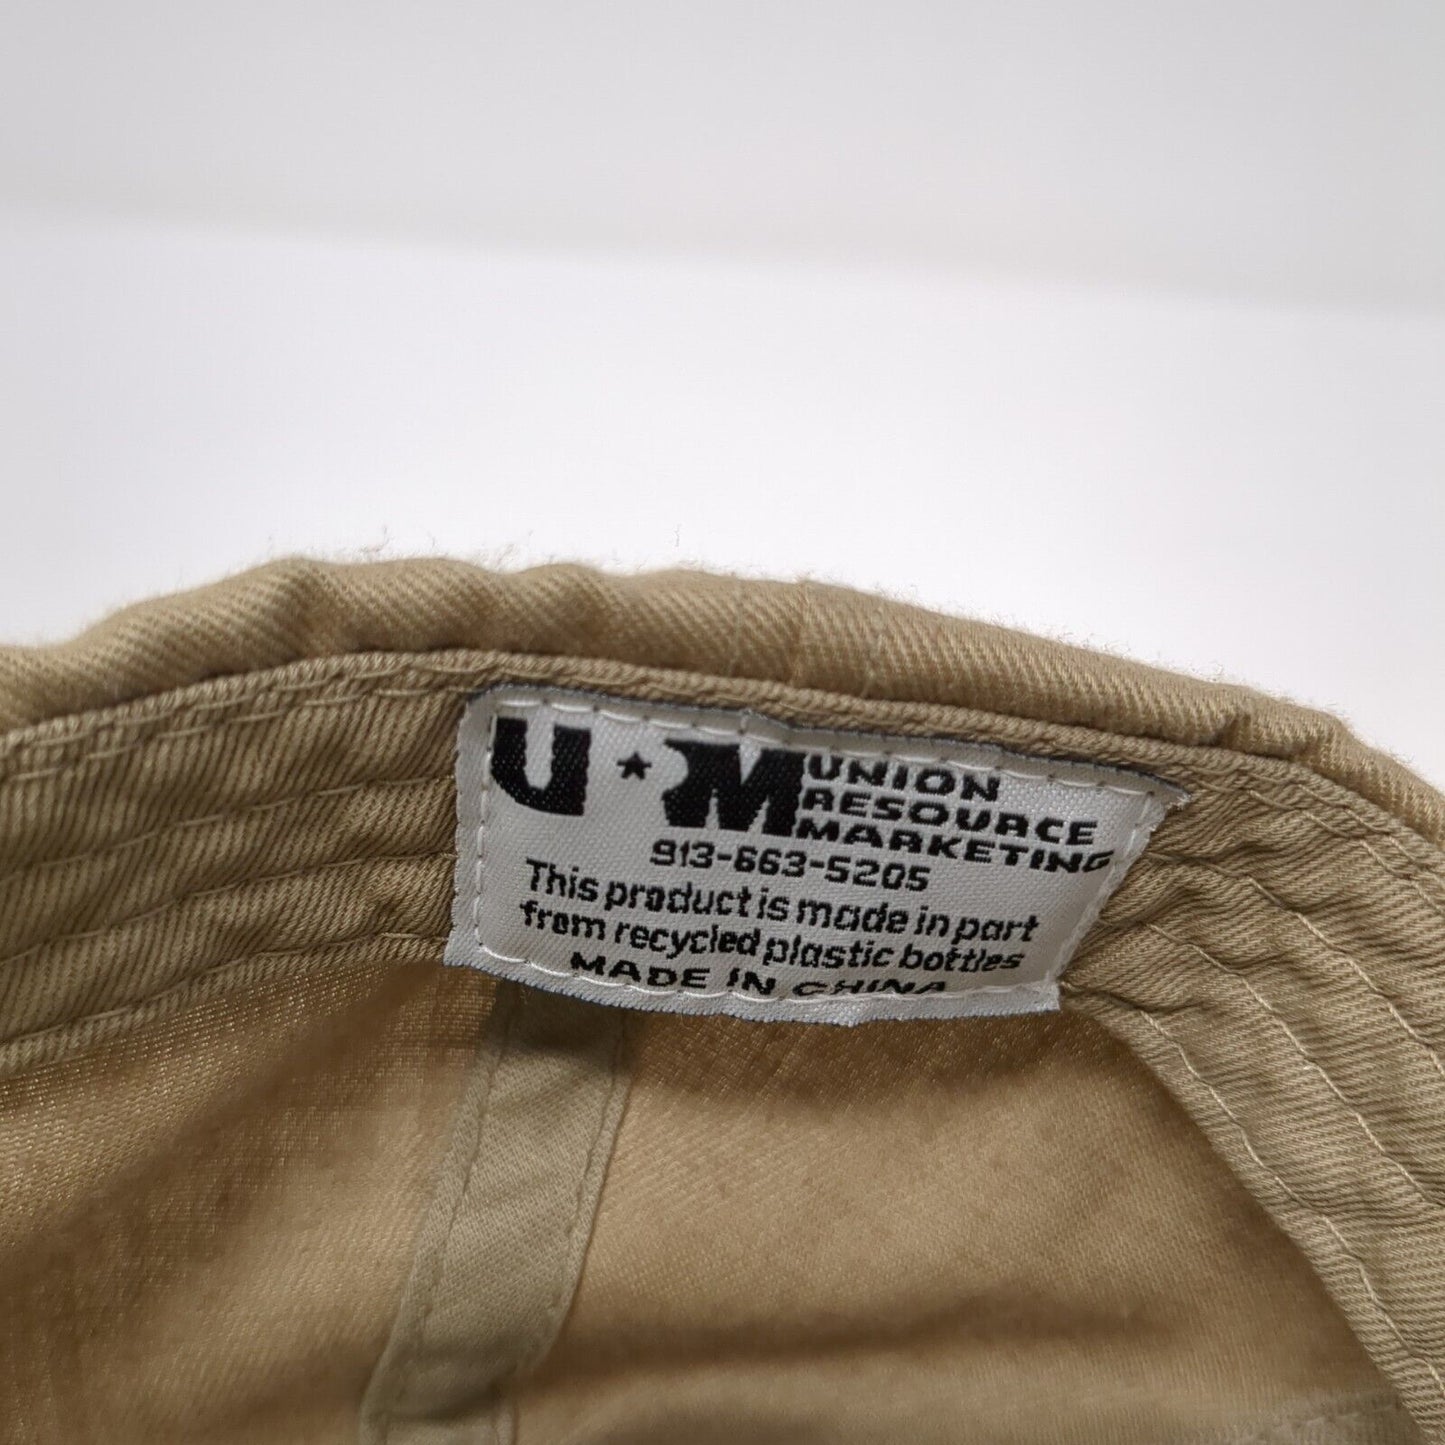 U★M UNION
RESOURCE
MARKETING
913-663-5205
This product is made in part
from recycled plastic bottles
MADE IN CHINA